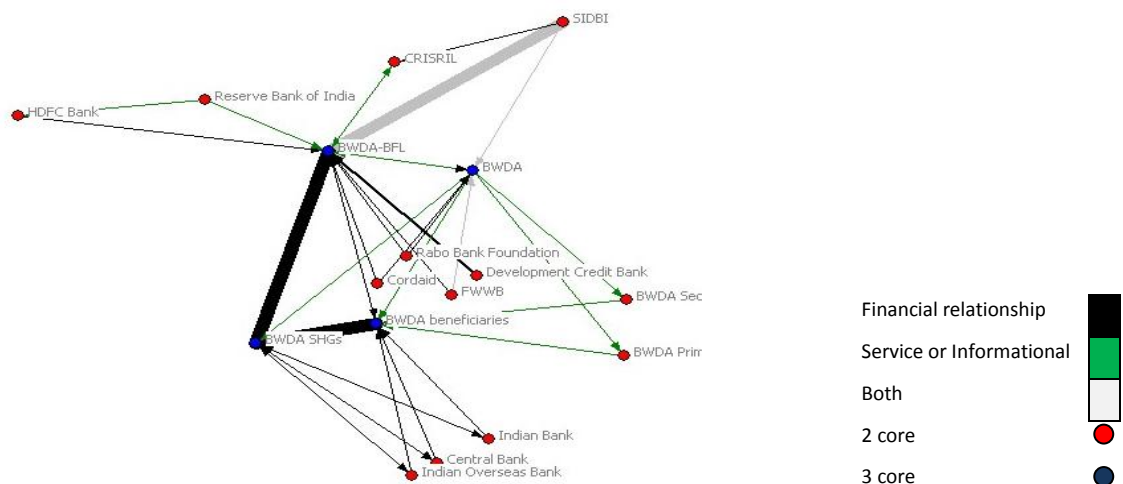 SIDBI
CRISRIL
Reserve Bank of India
HDFC Bank
BWDA-BFL
BWDA
Rabo Bank Foundation
Development Credit Bank
Cordaid
FWWB
BWDA Sec
BWDA beneficiaries
BWDA SHGs
BWDA Prim
Indian Bank
Central Bank
Indian Overseas Bank
Financial relationship
Service or Informational
Both
2 core
3 core